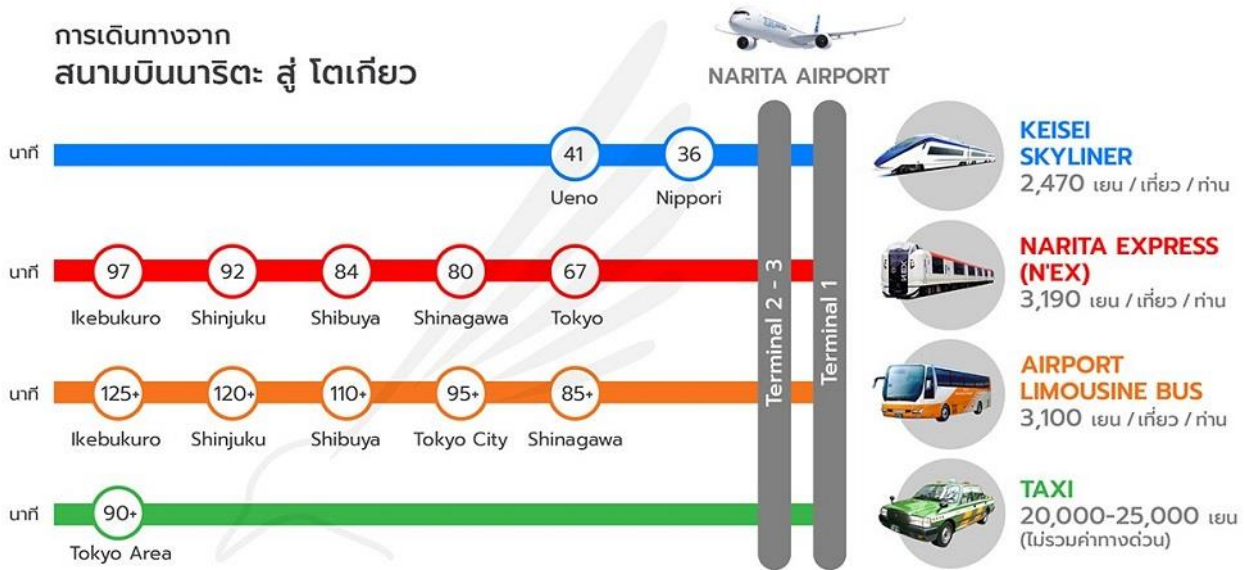 การเดินทางจาก
สนามบินนาริตะ สู่ โตเกียว
NARITA AIRPORT
Terminal 2 - 3
Terminal 1
นาที
41
36
Ueno
Nippori
KEISEI
SKYLINER
2,470 เยน / เที่ยว / ท่าน
นาที
97
92
84
80
67
Ikebukuro
Shinjuku
Shibuya
Shinagawa
Tokyo
NARITA EXPRESS
(N'EX)
3,190 เยน / เที่ยว / ท่าน
นาที
125+
120+
110+
95+
85+
Ikebukuro
Shinjuku
Shibuya
Tokyo City
Shinagawa
AIRPORT
LIMOUSINE BUS
3,100 เยน / เที่ยว / ท่าน
นาที
90+
Tokyo Area
TAXI
20,000-25,000 เยน
(ไม่รวมค่าทางด่วน)